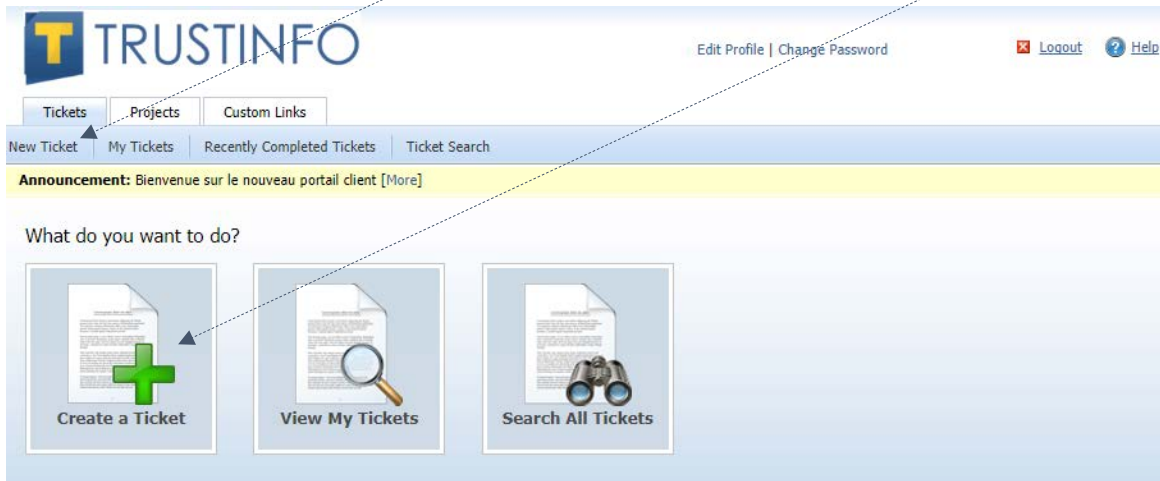 TRUSTINFO
Edit Profile | Change Password Logout Help
Tickets Projects Custom Links
New Ticket My Tickets Recently Completed Tickets Ticket Search
Announcement: Bienvenue sur le nouveau portail client [More]
What do you want to do?
Create a Ticket View My Tickets Search All Tickets